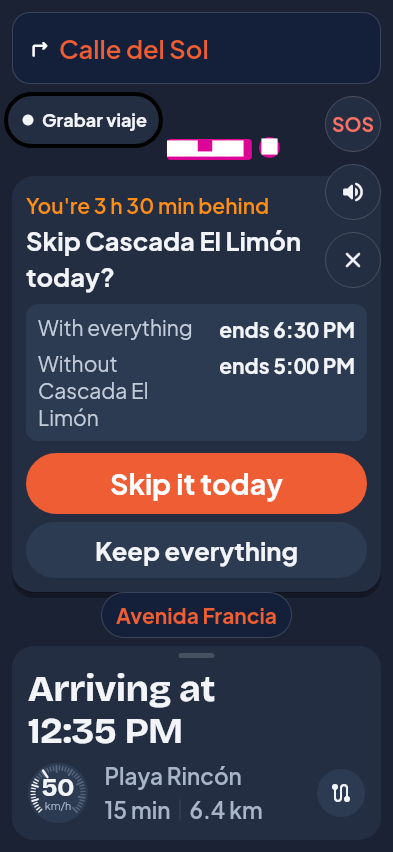 Calle del Sol
Grabar viaje
SOS
You're 3 h 30 min behind
Skip Cascada El Limón
today?
With everything ends 6:30 PM
Without ends 5:00 PM
Cascada El
Limón
Skip it today
Keep everything
Avenida Francia
Arriving at
12:35 PM
50
km/h
Playa Rincón
15 min | 6.4 km